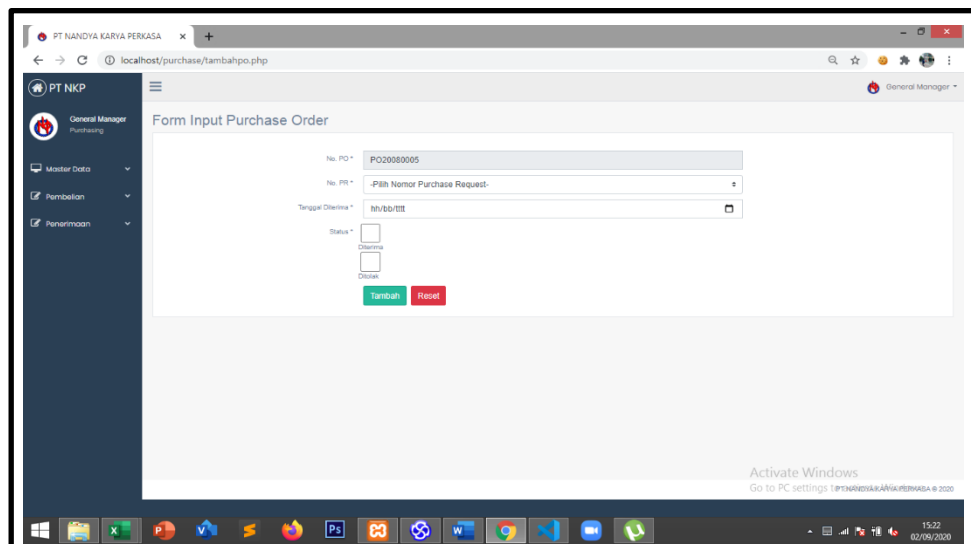 PT NANDYA KARYA PERKASA
localhost/purchase/tambahpo.php
PT NKP
General Manager
General Manager
Purchasing
Master Data
Pembelian
Penerimaan
Form Input Purchase Order
No. PO *
PO20080005
No. PR *
-Pilih Nomor Purchase Request-
Tanggal Diterima *
hh/bb/tttt
Status *
Diterima
Ditolak
Tambah Reset
Activate Windows
Go to PC settings to
PT NANDYA KARYA PERKASA © 2020
15:22
02/09/2020